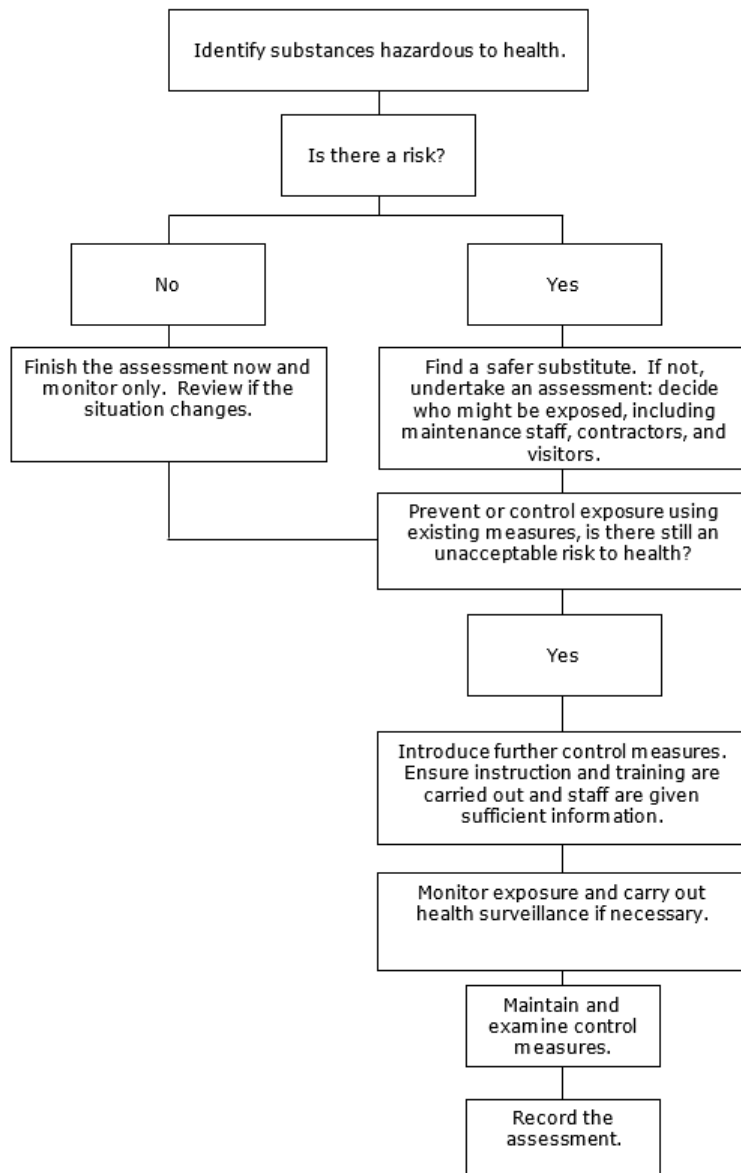 Identify substances hazardous to health.
Is there a risk?
No
Yes
Finish the assessment now and
monitor only.  Review if the
situation changes.
Find a safer substitute.  If not,
undertake an assessment: decide
who might be exposed, including
maintenance staff, contractors, and
visitors.
Prevent or control exposure using
existing measures, is there still an
unacceptable risk to health?
Yes
Introduce further control measures.
Ensure instruction and training are
carried out and staff are given
sufficient information.
Monitor exposure and carry out
health surveillance if necessary.
Maintain and
examine control
measures.
Record the
assessment.